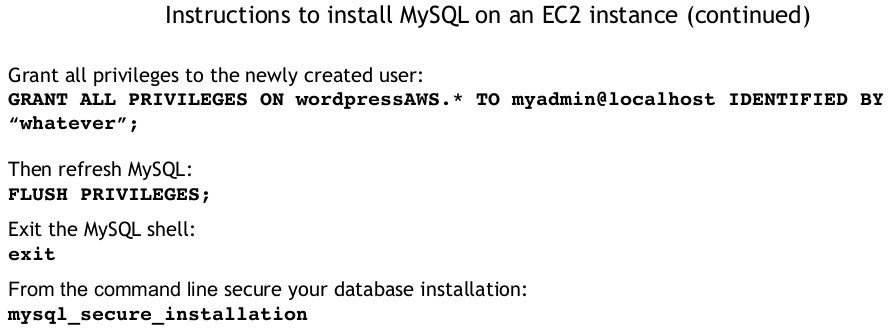 Instructions to install MySQL on an EC2 instance (continued)
Grant all privileges to the newly created user:
GRANT ALL PRIVILEGES ON wordpressAWS.* TO myadmin@localhost IDENTIFIED BY
“whatever”;
Then refresh MySQL:
FLUSH PRIVILEGES;
Exit the MySQL shell:
exit
From the command line secure your database installation:
mysql_secure_installation